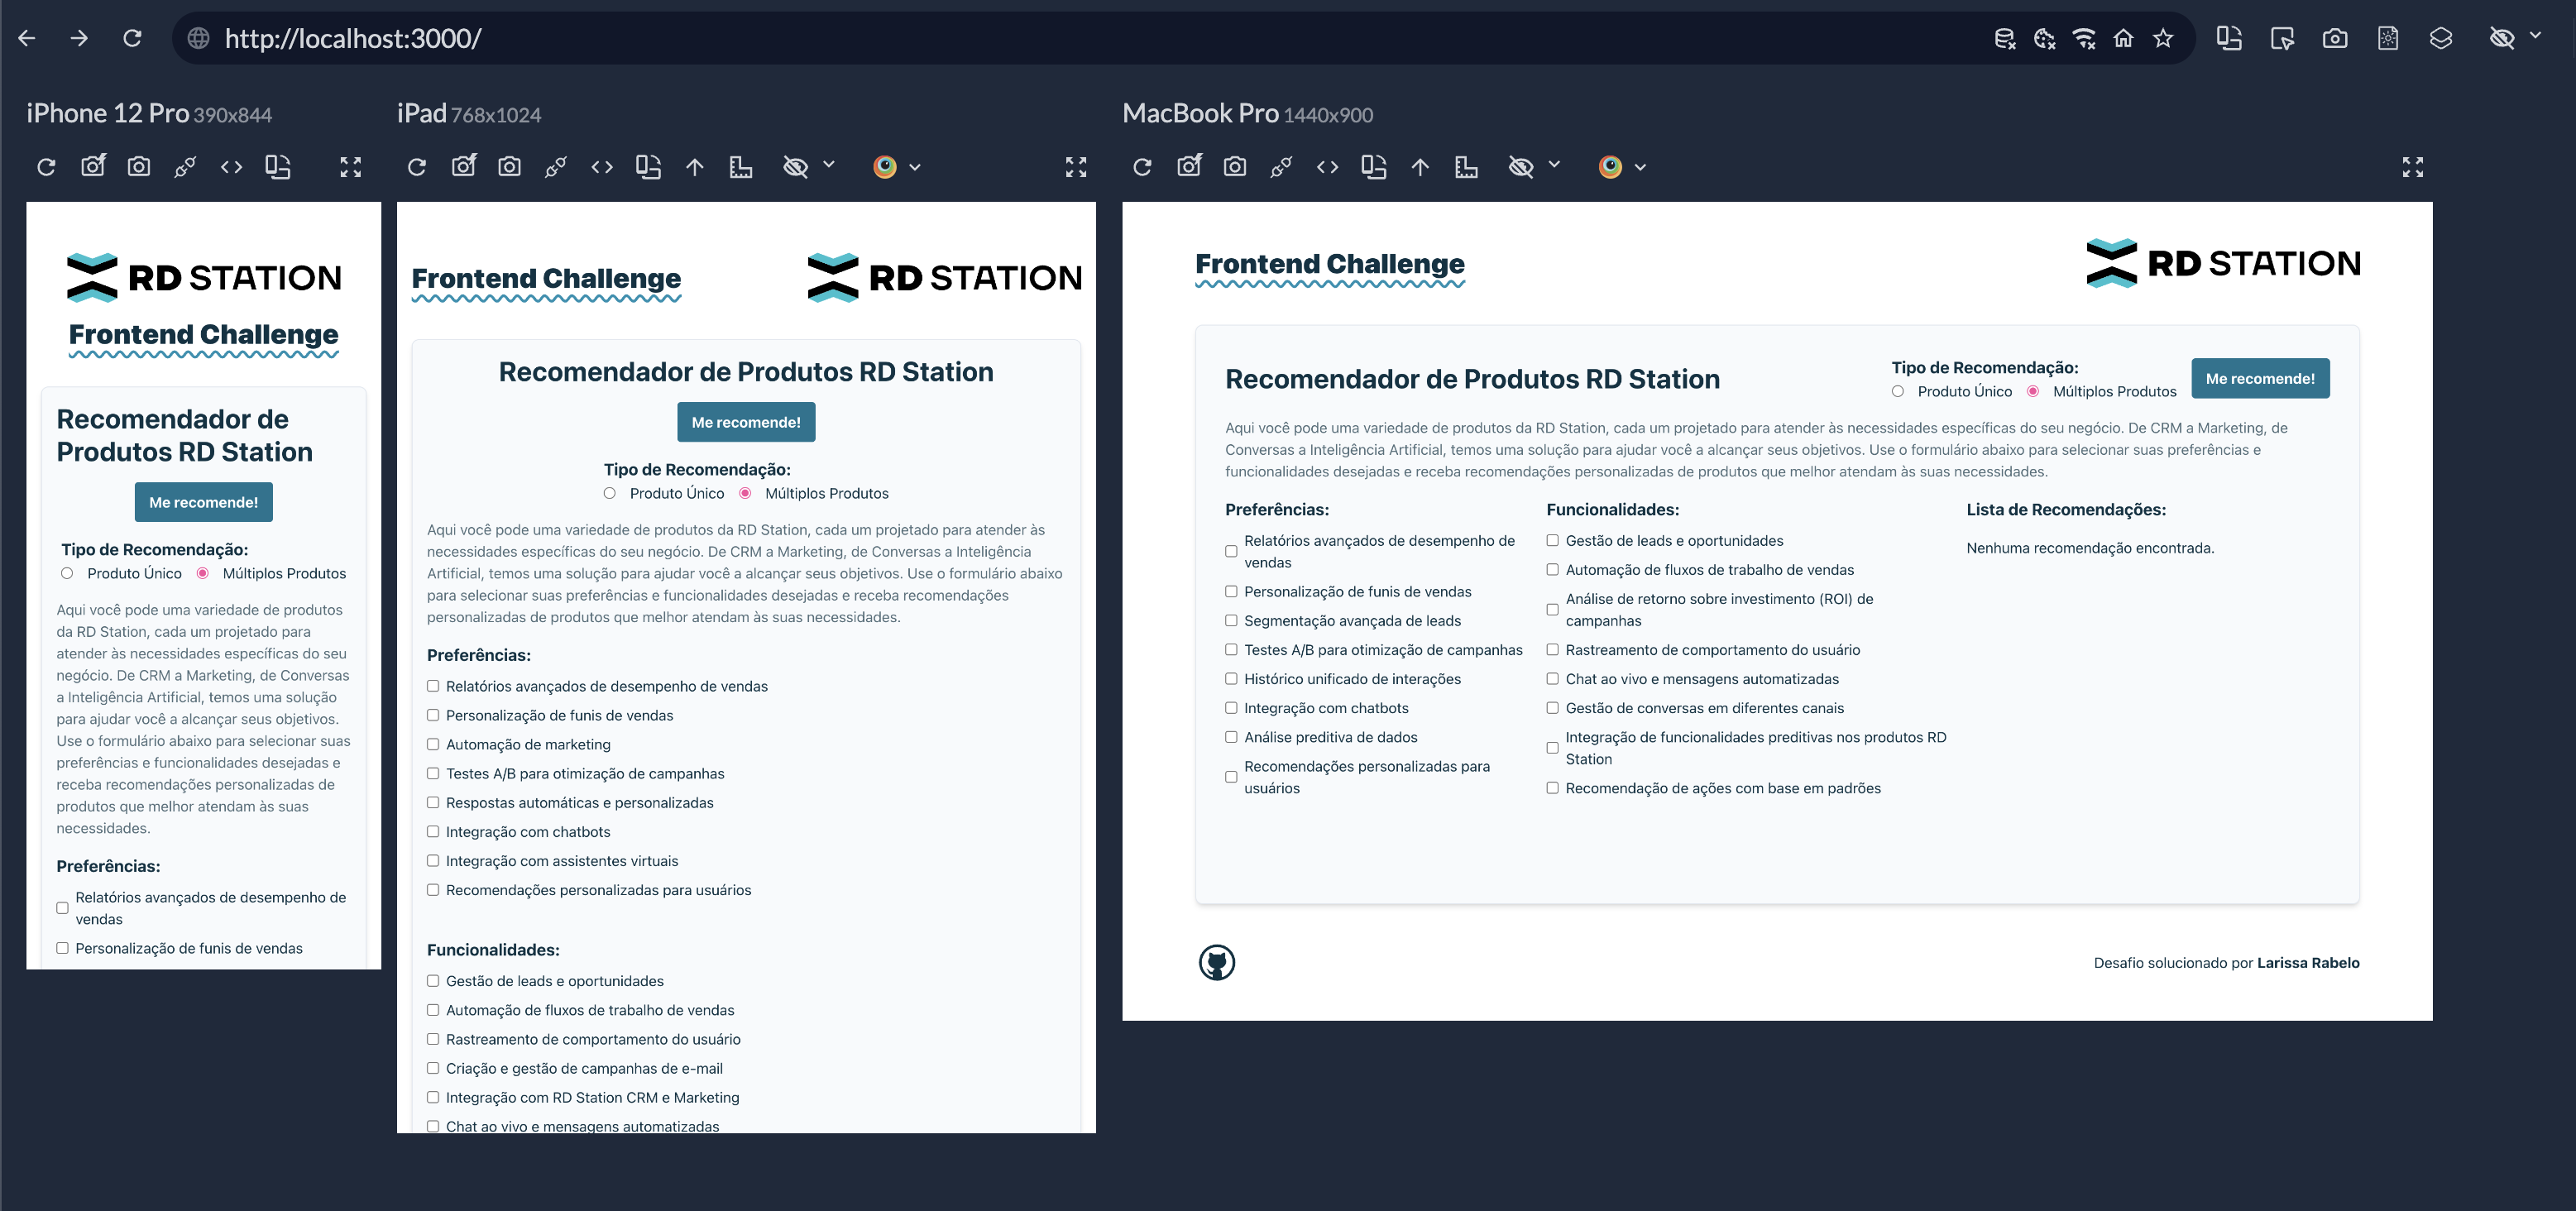 http://localhost:3000/
iPhone 12 Pro 390x844
RD STATION
Frontend Challenge
Recomendador de
Produtos RD Station
Me recomende!
Tipo de Recomendação:
Produto Único Múltiplos Produtos
Aqui você pode uma variedade de produtos
da RD Station, cada um projetado para
atender às necessidades específicas do seu
negócio. De CRM a Marketing, de Conversas
a Inteligência Artificial, temos uma solução
para ajudar você a alcançar seus objetivos.
Use o formulário abaixo para selecionar suas
preferências e funcionalidades desejadas e
receba recomendações personalizadas de
produtos que melhor atendam às suas
necessidades.
Preferências:
Relatórios avançados de desempenho de
vendas
Personalização de funis de vendas
iPad 768x1024
Frontend Challenge
RD STATION
Recomendador de Produtos RD Station
Me recomende!
Tipo de Recomendação:
Produto Único Múltiplos Produtos
Aqui você pode uma variedade de produtos da RD Station, cada um projetado para atender às
necessidades específicas do seu negócio. De CRM a Marketing, de Conversas a Inteligência
Artificial, temos uma solução para ajudar você a alcançar seus objetivos. Use o formulário abaixo
para selecionar suas preferências e funcionalidades desejadas e receba recomendações
personalizadas de produtos que melhor atendam às suas necessidades.
Preferências:
Relatórios avançados de desempenho de vendas
Personalização de funis de vendas
Automação de marketing
Testes A/B para otimização de campanhas
Respostas automáticas e personalizadas
Integração com chatbots
Integração com assistentes virtuais
Recomendações personalizadas para usuários
Funcionalidades:
Gestão de leads e oportunidades
Automação de fluxos de trabalho de vendas
Rastreamento de comportamento do usuário
Criação e gestão de campanhas de e-mail
Integração com RD Station CRM e Marketing
Chat ao vivo e mensagens automatizadas
MacBook Pro 1440x900
Frontend Challenge
RD STATION
Recomendador de Produtos RD Station
Tipo de Recomendação:
Produto Único Múltiplos Produtos
Me recomende!
Aqui você pode uma variedade de produtos da RD Station, cada um projetado para atender às necessidades específicas do seu negócio. De CRM a Marketing, de
Conversas a Inteligência Artificial, temos uma solução para ajudar você a alcançar seus objetivos. Use o formulário abaixo para selecionar suas preferências e
funcionalidades desejadas e receba recomendações personalizadas de produtos que melhor atendam às suas necessidades.
Preferências:
Relatórios avançados de desempenho de
vendas
Personalização de funis de vendas
Segmentação avançada de leads
Testes A/B para otimização de campanhas
Histórico unificado de interações
Integração com chatbots
Análise preditiva de dados
Recomendações personalizadas para
usuários
Funcionalidades:
Gestão de leads e oportunidades
Automação de fluxos de trabalho de vendas
Análise de retorno sobre investimento (ROI) de
campanhas
Rastreamento de comportamento do usuário
Chat ao vivo e mensagens automatizadas
Gestão de conversas em diferentes canais
Integração de funcionalidades preditivas nos produtos RD
Station
Recomendação de ações com base em padrões
Lista de Recomendações:
Nenhuma recomendação encontrada.
Desafio solucionado por Larissa Rabelo